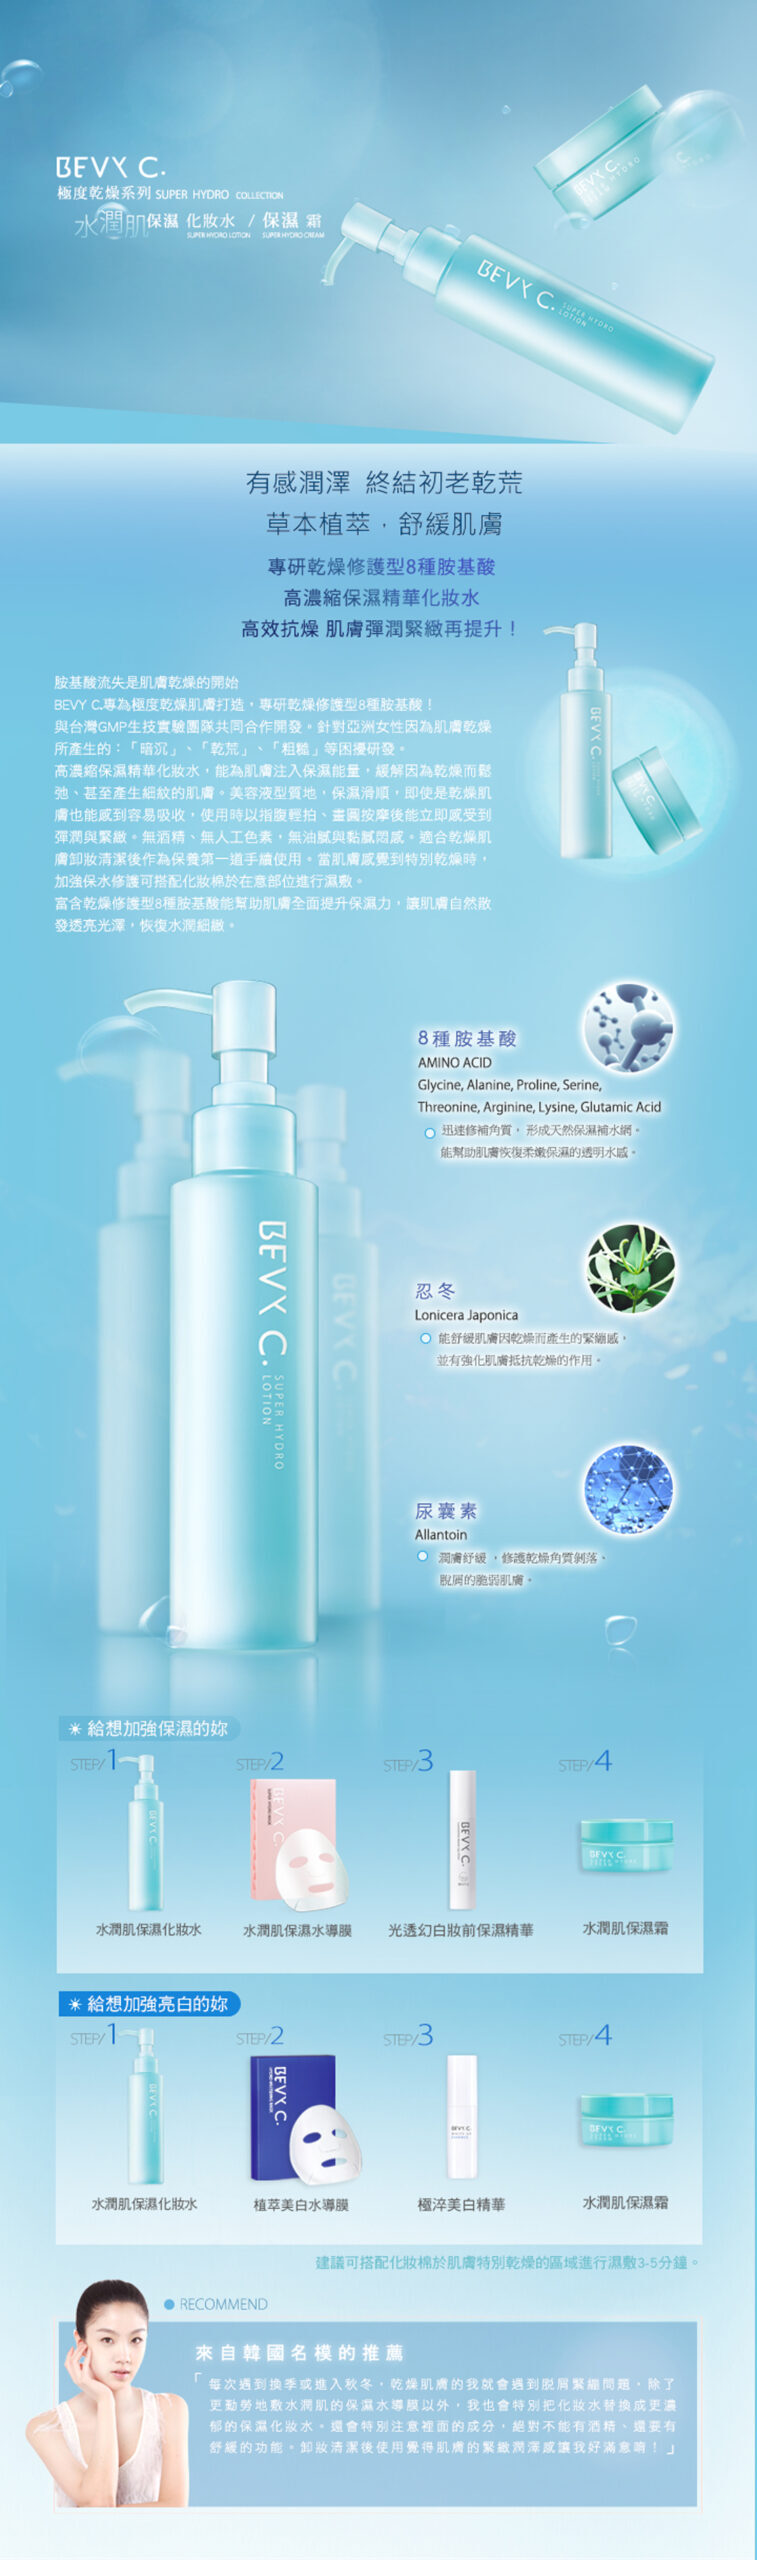 BEVY C.
極度乾燥系列 SUPER HYDRO COLLECTION
水潤肌保濕 化妝水 / 保濕 霜
SUPER HYDRO LOTION SUPER HYDRO CREAM
BEVY C.
SUPER HYDRO
LOTION
有感潤澤 終結初老乾荒
草本植萃，舒緩肌膚
專研乾燥修護型8種胺基酸
高濃縮保濕精華化妝水
高效抗燥 肌膚彈潤緊緻再提升！
胺基酸流失是肌膚乾燥的開始
BEVY C.專為極度乾燥肌膚打造，專研乾燥修護型8種胺基酸！
與台灣GMP生技實驗團隊共同合作開發。針對亞洲女性因為肌膚乾燥
所產生的：「暗沉」、「乾荒」、「粗糙」等困擾研發。
高濃縮保濕精華化妝水，能為肌膚注入保濕能量，緩解因為乾燥而鬆
弛、甚至產生細紋的肌膚。美容液型質地，保濕滑順，即使是乾燥肌
膚也能感到容易吸收，使用時以指腹輕拍、畫圓按摩後能立即感受到
彈潤與緊緻。無酒精、無人工色素，無油膩與黏膩悶感。適合乾燥肌
膚卸妝清潔後作為保養第一道手續使用。當肌膚感覺到特別乾燥時，
加強保水修護可搭配化妝棉於在意部位進行濕敷。
富含乾燥修護型8種胺基酸能幫助肌膚全面提升保濕力，讓肌膚自然散
發透亮光澤，恢復水潤細緻。
BEVY C.
BEVY C.
SUPER HYDRO
LOTION
BEVY C.
8種胺基酸
AMINO ACID
Glycine, Alanine, Proline, Serine,
Threonine, Arginine, Lysine, Glutamic Acid
迅速修補角質，形成天然保濕補水網。
能幫助肌膚恢復柔嫩保濕的透明水感。
忍冬
Lonicera Japonica
能舒緩肌膚因乾燥而產生的緊繃感，
並有強化肌膚抵抗乾燥的作用。
尿囊素
Allantoin
潤膚紓緩，修護乾燥角質剝落、
脫屑的脆弱肌膚。
給想加強保濕的妳
STEP/1 STEP/2 STEP/3 STEP/4
BEVY C. BEVY C. BEVY C. BEVY C.
水潤肌保濕化妝水 水潤肌保濕水導膜 光透幻白妝前保濕精華 水潤肌保濕霜
給想加強亮白的妳
STEP/1 STEP/2 STEP/3 STEP/4
BEVY C. BEVY C. BEVY C. BEVY C.
水潤肌保濕化妝水 植萃美白水導膜 極淬美白精華 水潤肌保濕霜
建議可搭配化妝棉於肌膚特別乾燥的區域進行濕敷3-5分鐘。
RECOMMEND
來自韓國名模的推薦
「每次遇到換季或進入秋冬，乾燥肌膚的我就會遇到脫屑緊繃問題，除了
更勤勞地敷水潤肌的保濕水導膜以外，我也會特別把化妝水替換成更濃
郁的保濕化妝水。還會特別注意裡面的成分，絕對不能有酒精、還要有
舒緩的功能。卸妝清潔後使用覺得肌膚的緊緻潤澤感讓我好滿意唷！」